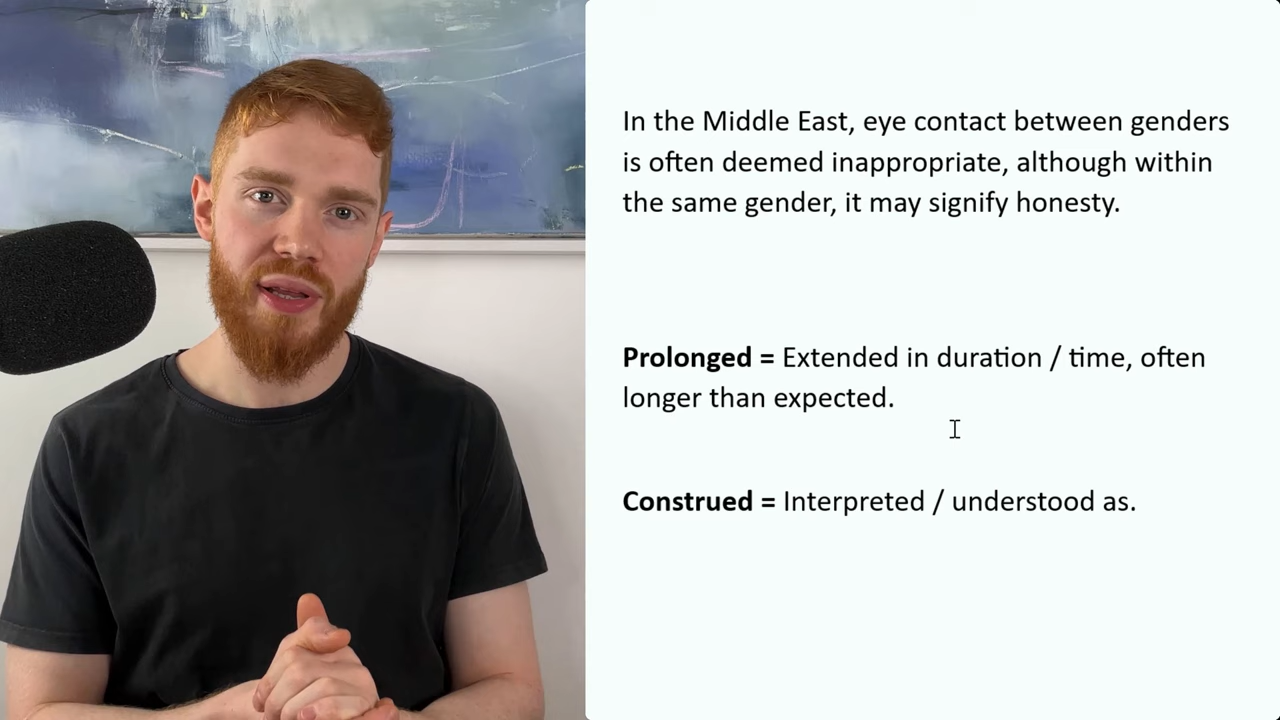 In the Middle East, eye contact between genders
is often deemed inappropriate, although within
the same gender, it may signify honesty.
Prolonged = Extended in duration / time, often
longer than expected.
Construed = Interpreted / understood as.